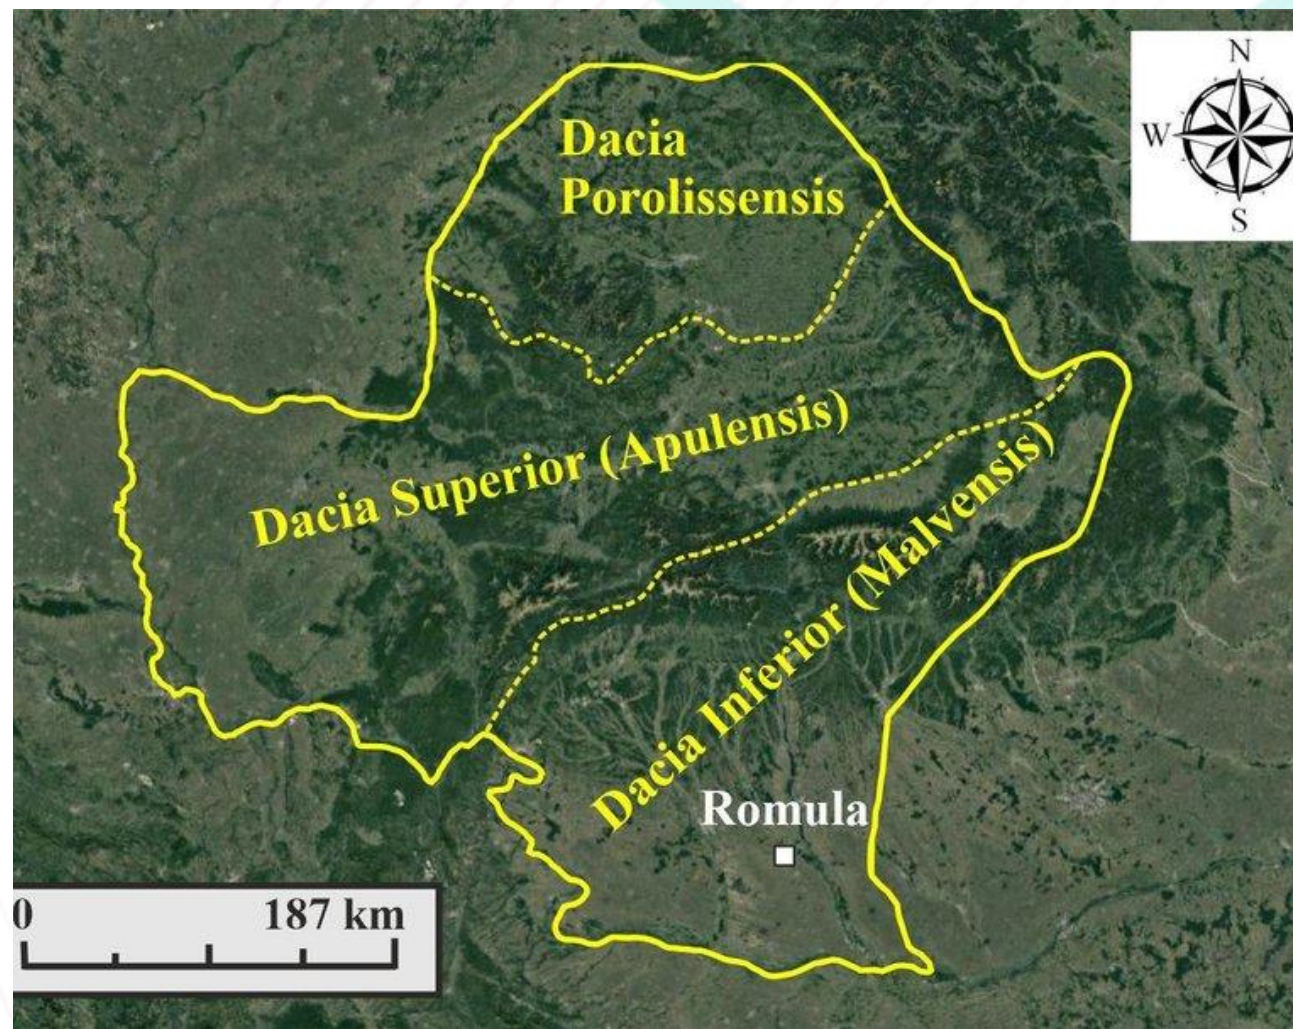 N
W
S
Dacia
Porolissensis
Dacia Superior (Apulensis)
Dacia Inferior (Malvensis)
Romula
0 187 km